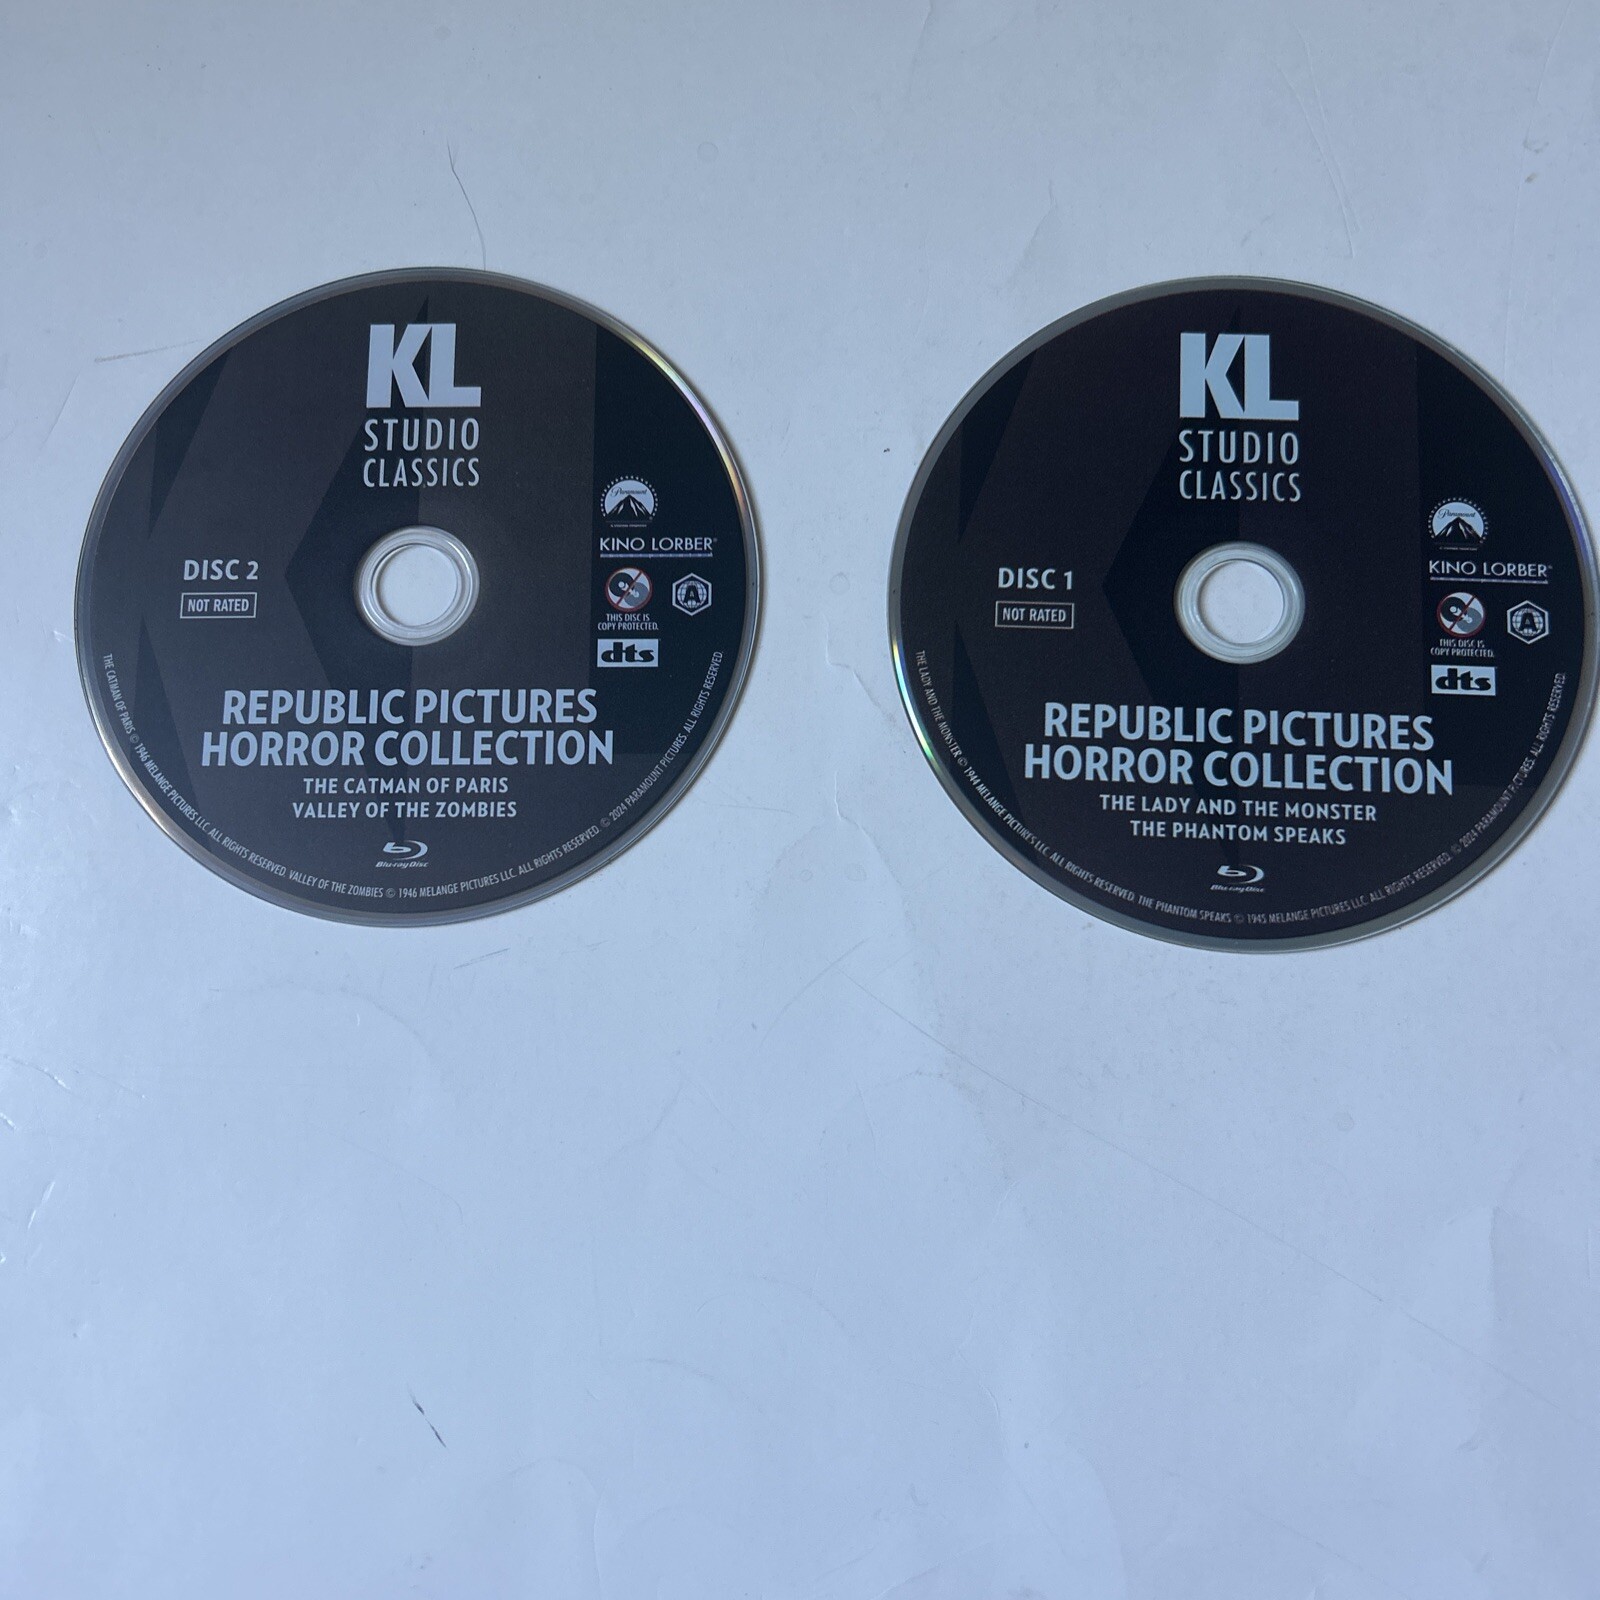 KL
STUDIO
CLASSICS
Paramount
KINO LORBER®
DISC 2
NOT RATED
THIS DISC IS
COPY PROTECTED.
A
dts
REPUBLIC PICTURES
HORROR COLLECTION
THE CATMAN OF PARIS
VALLEY OF THE ZOMBIES
Blu-ray Disc
THE CATMAN OF PARIS © 1946 MELANGE PICTURES LLC. ALL RIGHTS RESERVED. VALLEY OF THE ZOMBIES © 1946 MELANGE PICTURES LLC. ALL RIGHTS RESERVED. © 2024 PARAMOUNT PICTURES. ALL RIGHTS RESERVED.
KL
STUDIO
CLASSICS
Paramount
KINO LORBER®
DISC 1
NOT RATED
THIS DISC IS
COPY PROTECTED.
A
dts
REPUBLIC PICTURES
HORROR COLLECTION
THE LADY AND THE MONSTER
THE PHANTOM SPEAKS
Blu-ray Disc
THE LADY AND THE MONSTER © 1944 MELANGE PICTURES LLC. ALL RIGHTS RESERVED. THE PHANTOM SPEAKS © 1945 MELANGE PICTURES LLC. ALL RIGHTS RESERVED. © 2024 PARAMOUNT PICTURES. ALL RIGHTS RESERVED.